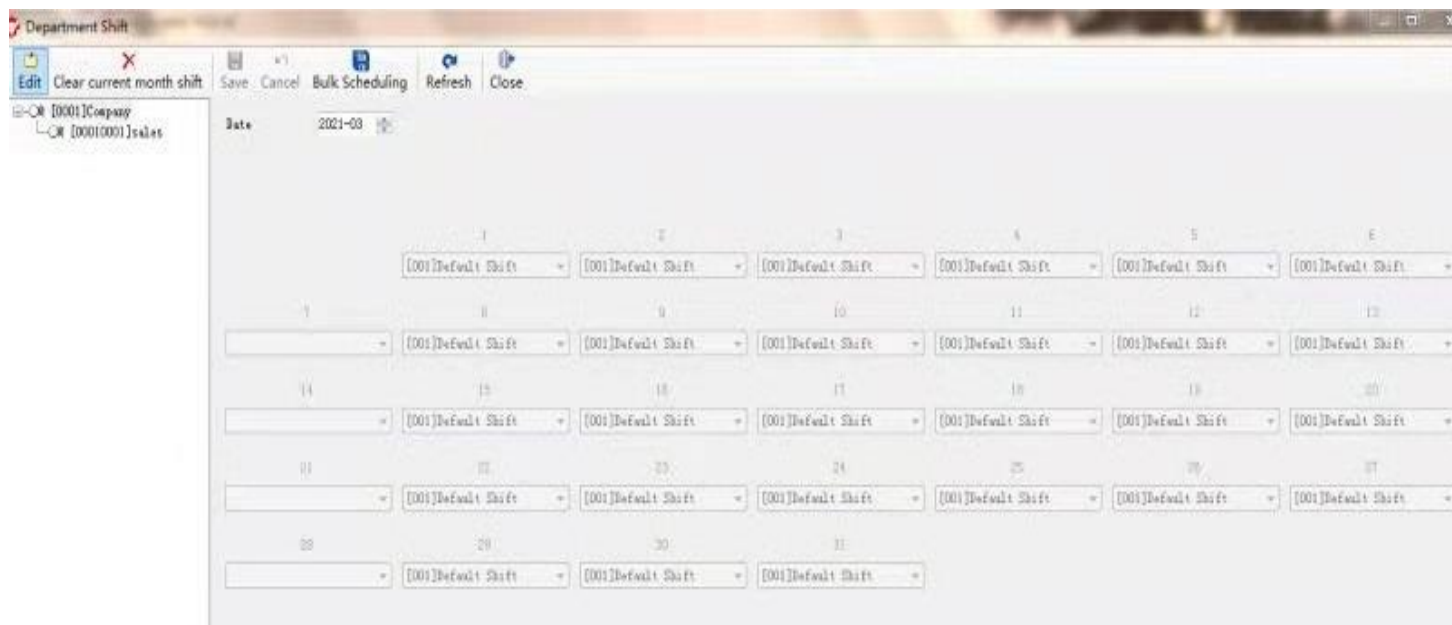 Department Shift
Edit Clear current month shift Save Cancel Bulk Scheduling Refresh Close
[0001]Company
[00010001]sales
Date 2021-03
1 2 3 4 5 6
[001]Default Shift [001]Default Shift [001]Default Shift [001]Default Shift [001]Default Shift [001]Default Shift
7 8 9 10 11 12 13
[001]Default Shift [001]Default Shift [001]Default Shift [001]Default Shift [001]Default Shift [001]Default Shift
14 15 16 17 18 19 20
[001]Default Shift [001]Default Shift [001]Default Shift [001]Default Shift [001]Default Shift [001]Default Shift
21 22 23 24 25 26 27
[001]Default Shift [001]Default Shift [001]Default Shift [001]Default Shift [001]Default Shift [001]Default Shift
28 29 30 31
[001]Default Shift [001]Default Shift [001]Default Shift